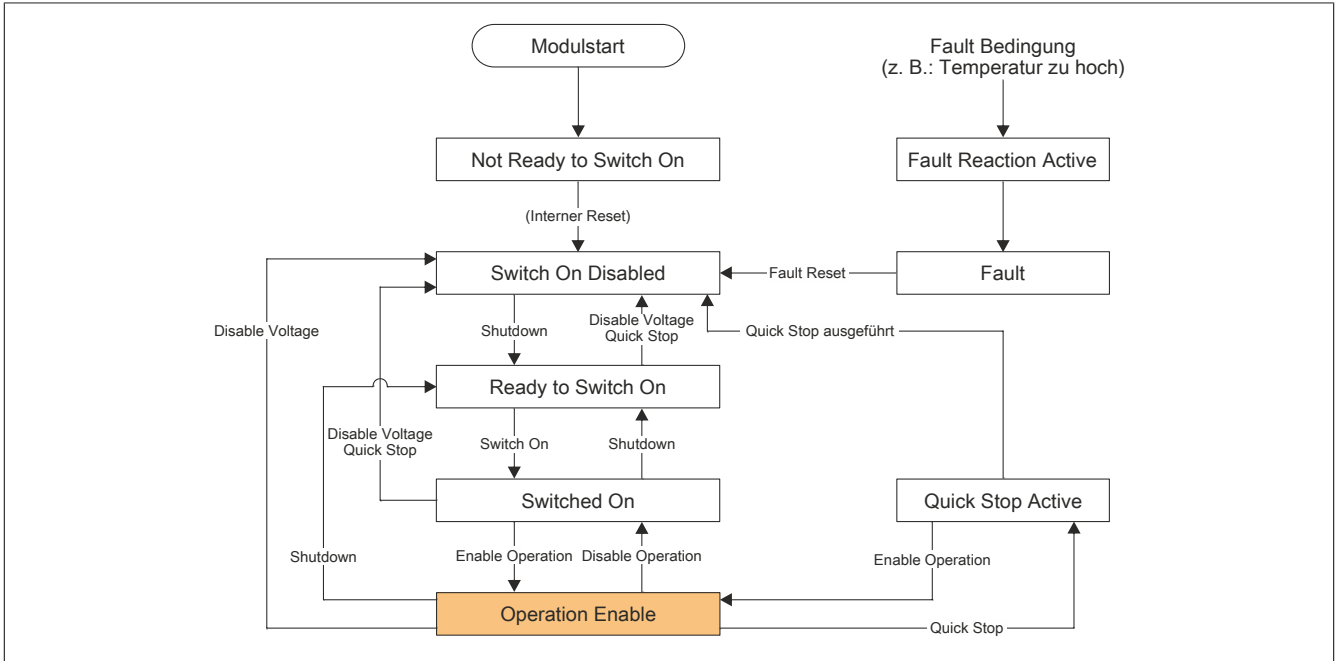 Modulstart
Fault Bedingung
(z. B.: Temperatur zu hoch)
Not Ready to Switch On
Fault Reaction Active
(Interner Reset)
Switch On Disabled
Fault Reset
Fault
Disable Voltage
Shutdown
Disable Voltage
Quick Stop
Quick Stop ausgeführt
Ready to Switch On
Disable Voltage
Quick Stop
Switch On
Shutdown
Switched On
Quick Stop Active
Shutdown
Enable Operation
Disable Operation
Enable Operation
Operation Enable
Quick Stop